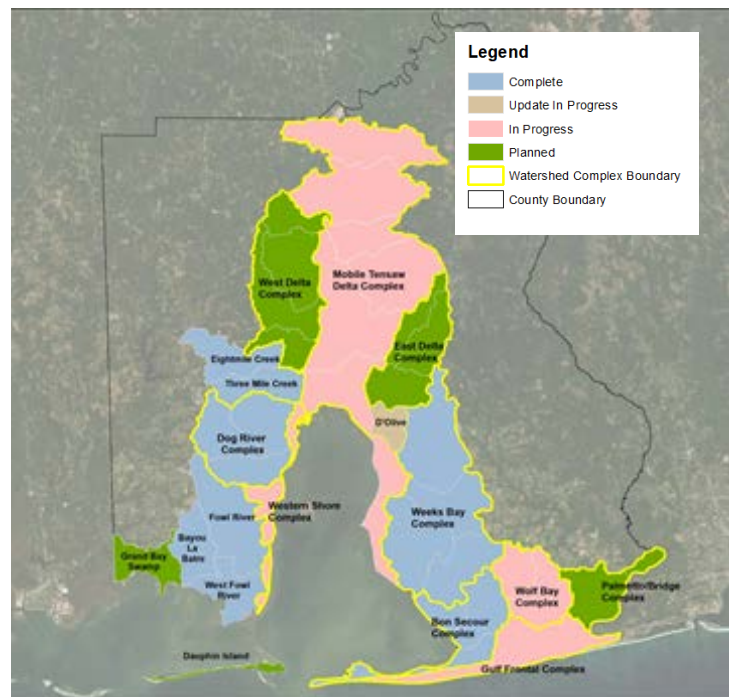 Legend
Complete
Update In Progress
In Progress
Planned
Watershed Complex Boundary
County Boundary
West Delta
Complex
Mobile Tensaw
Delta Complex
East Delta
Complex
Eightmile Creek
Three Mile Creek
D'Olive
Dog River
Complex
Western Shore
Complex
Weeks Bay
Complex
Fowl River
Bayou
La
Batre
Grand Bay
Swamp
West Fowl
River
Wolf Bay
Complex
Palmetto/Bridge
Complex
Bon Secour
Complex
Dauphin Island
Gulf Frontal Complex